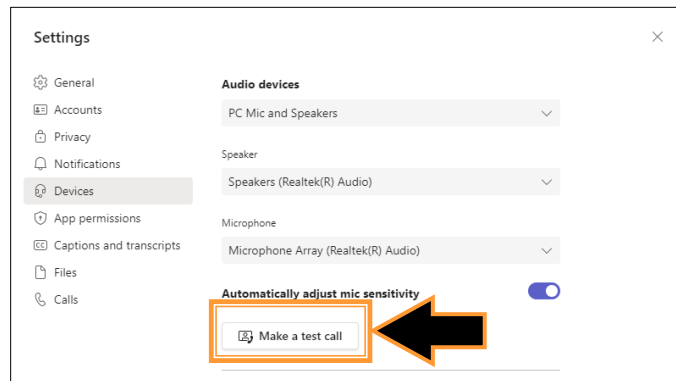 Settings
General
Accounts
Privacy
Notifications
Devices
App permissions
CC Captions and transcripts
Files
Calls
Audio devices
PC Mic and Speakers
Speaker
Speakers (Realtek(R) Audio)
Microphone
Microphone Array (Realtek(R) Audio)
Automatically adjust mic sensitivity
Make a test call